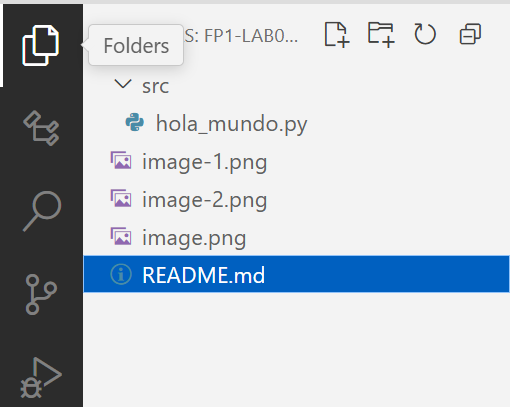 Folders
S: FP1-LAB0...
src
hola_mundo.py
image-1.png
image-2.png
image.png
README.md